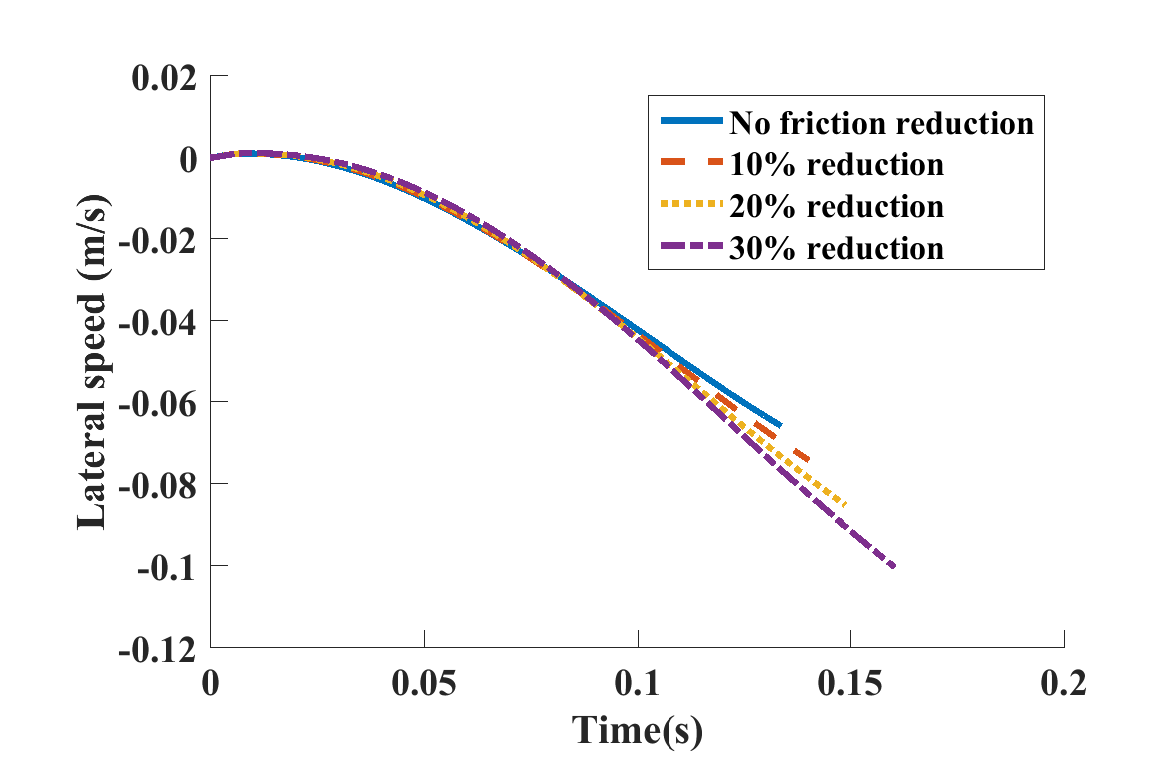 0.02
0
-0.02
-0.04
-0.06
-0.08
-0.1
-0.12
Lateral speed (m/s)
No friction reduction
10% reduction
20% reduction
30% reduction
0
0.05
0.1
0.15
0.2
Time(s)